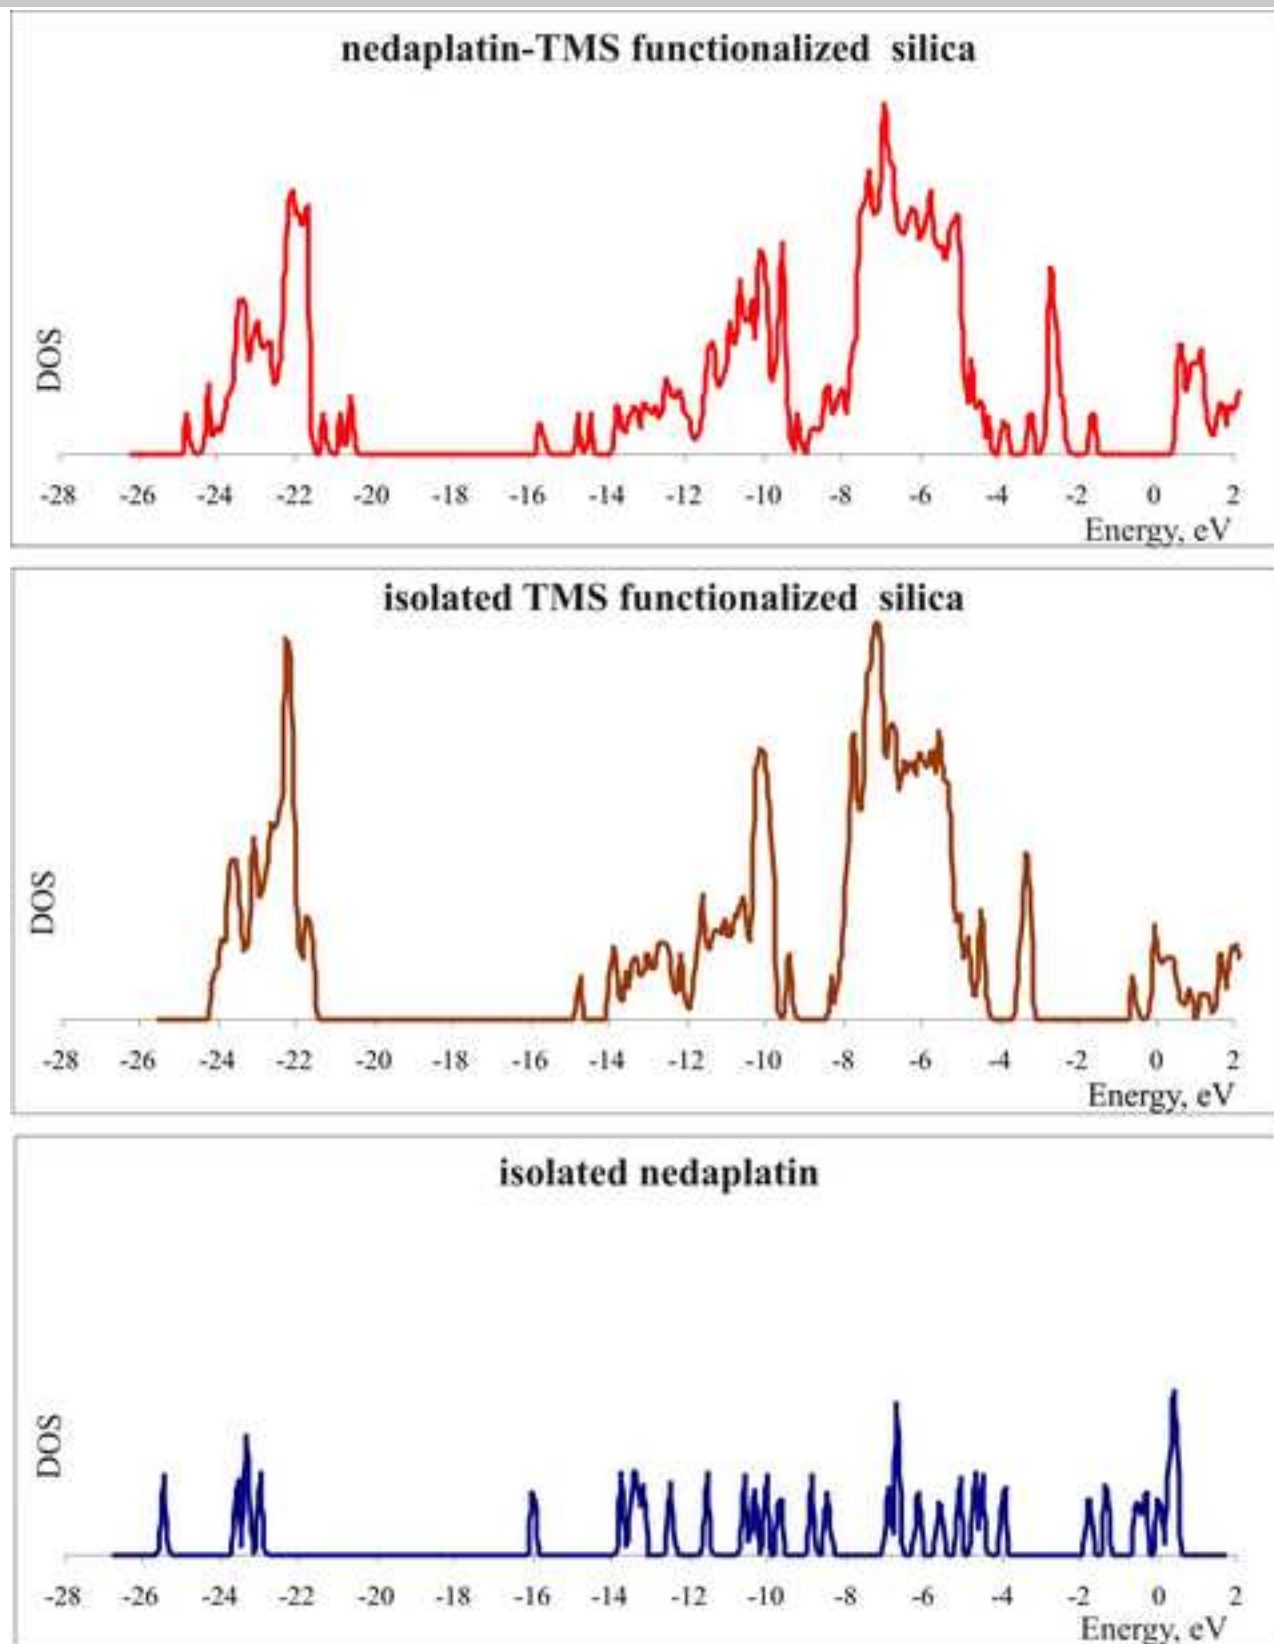 nedaplatin-TMS functionalized silica
DOS
-28 -26 -24 -22 -20 -18 -16 -14 -12 -10 -8 -6 -4 -2 0 2
Energy, eV
isolated TMS functionalized silica
DOS
-28 -26 -24 -22 -20 -18 -16 -14 -12 -10 -8 -6 -4 -2 0 2
Energy, eV
isolated nedaplatin
DOS
-28 -26 -24 -22 -20 -18 -16 -14 -12 -10 -8 -6 -4 -2 0 2
Energy, eV